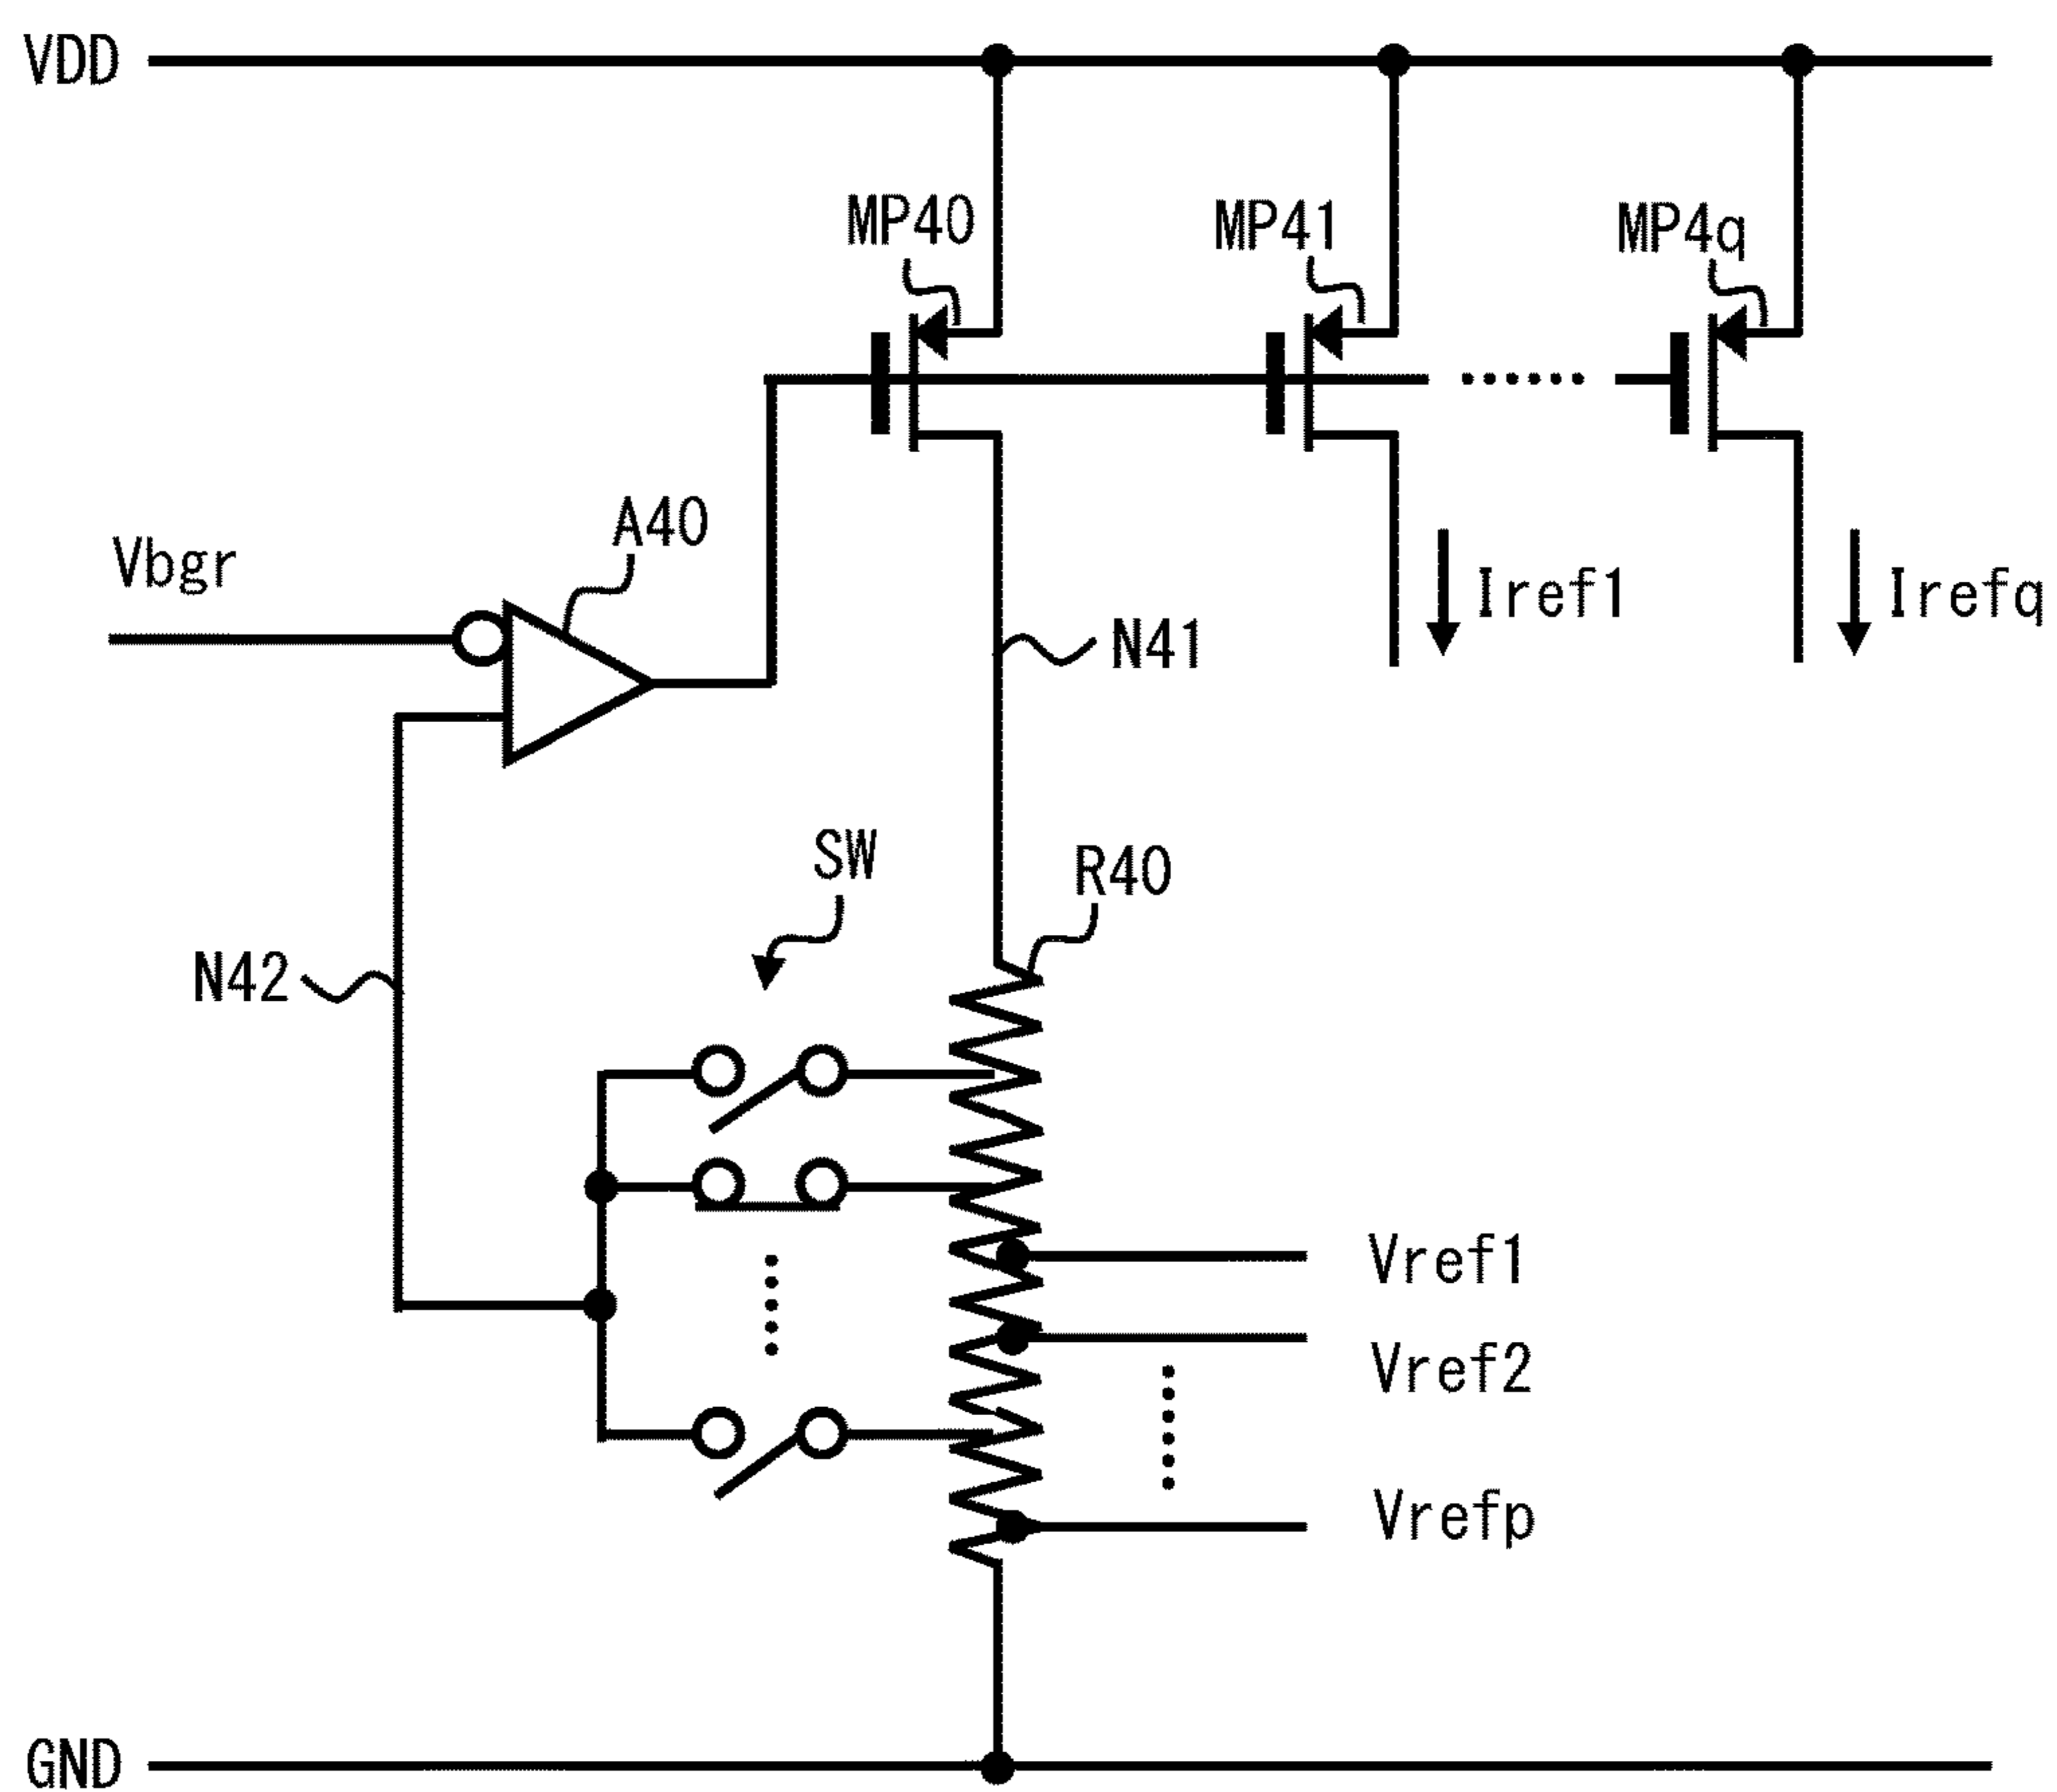 VDD
MP40
MP41
MP4q
A40
Vbgr
Iref1
Irefq
N41
SW
R40
N42
Vref1
Vref2
Vrefp
GND